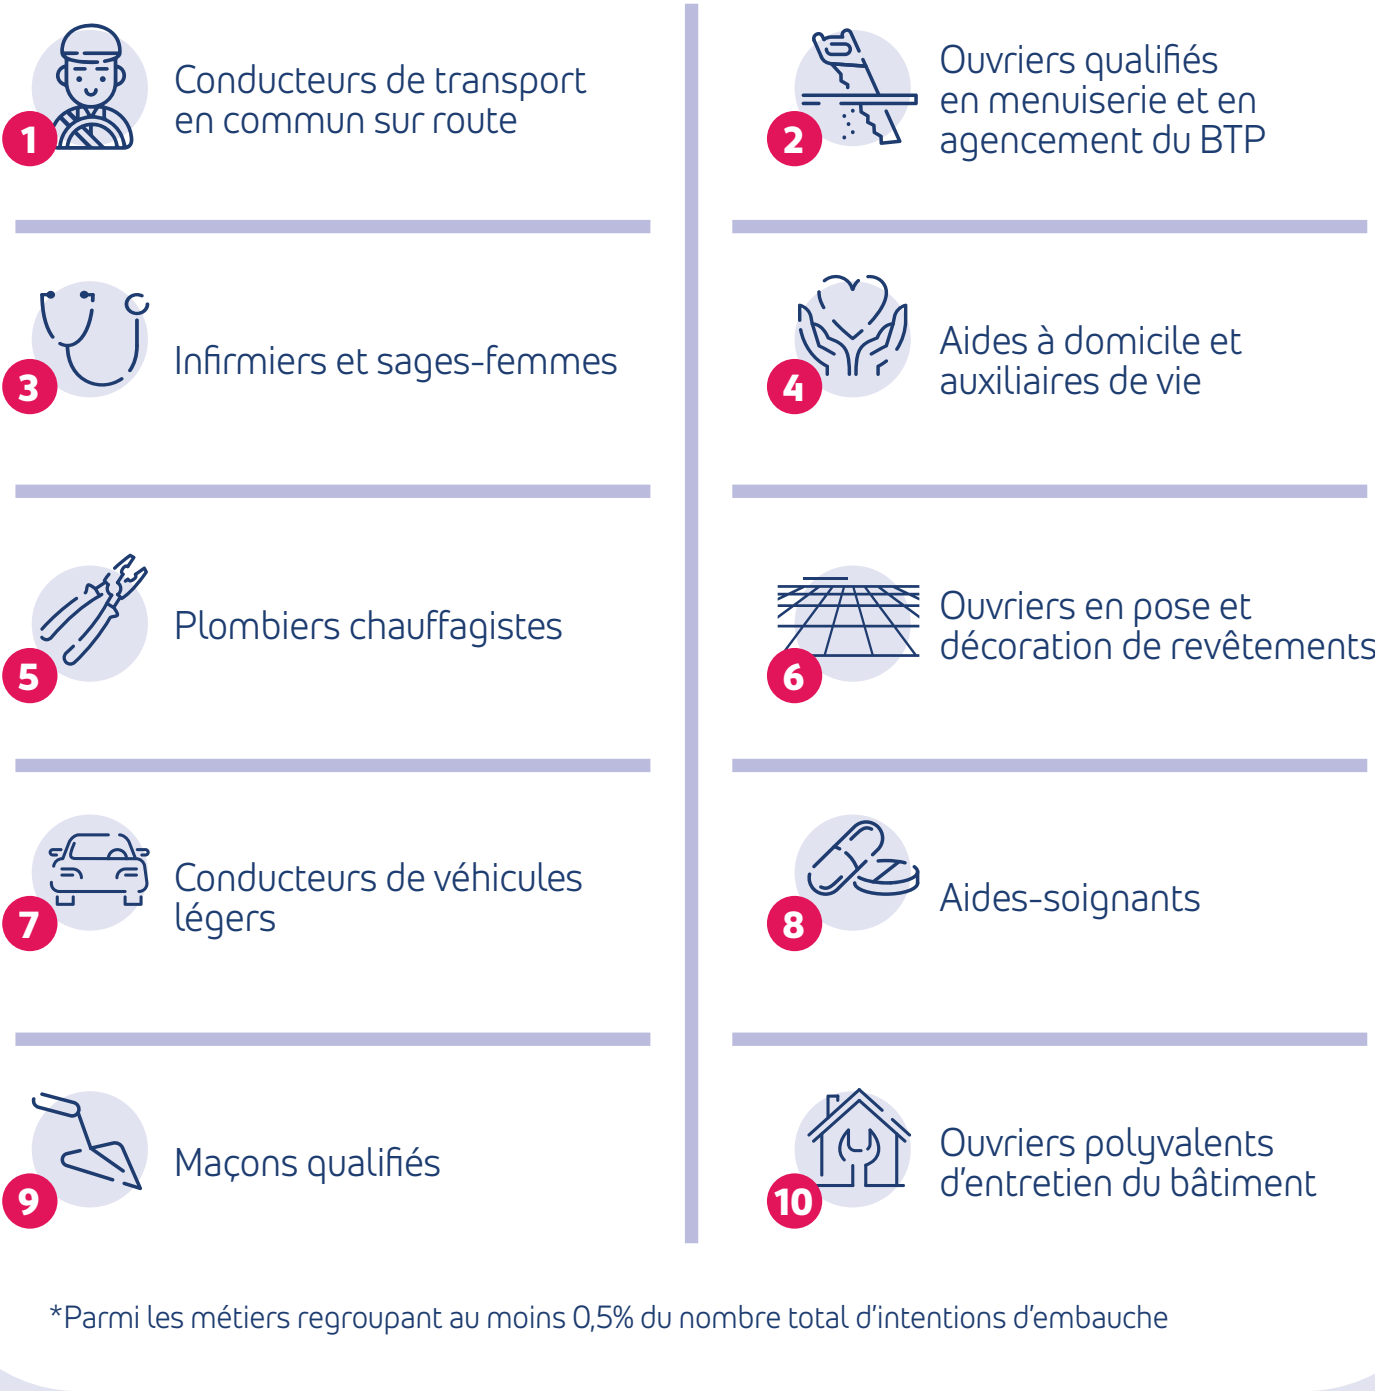 1
Conducteurs de transport
en commun sur route
2
Ouvriers qualifiés
en menuiserie et en
agencement du BTP
3
Infirmiers et sages-femmes
4
Aides à domicile et
auxiliaires de vie
5
Plombiers chauffagistes
6
Ouvriers en pose et
décoration de revêtements
7
Conducteurs de véhicules
légers
8
Aides-soignants
9
Maçons qualifiés
10
Ouvriers polyvalents
d’entretien du bâtiment
*Parmi les métiers regroupant au moins 0,5% du nombre total d’intentions d’embauche